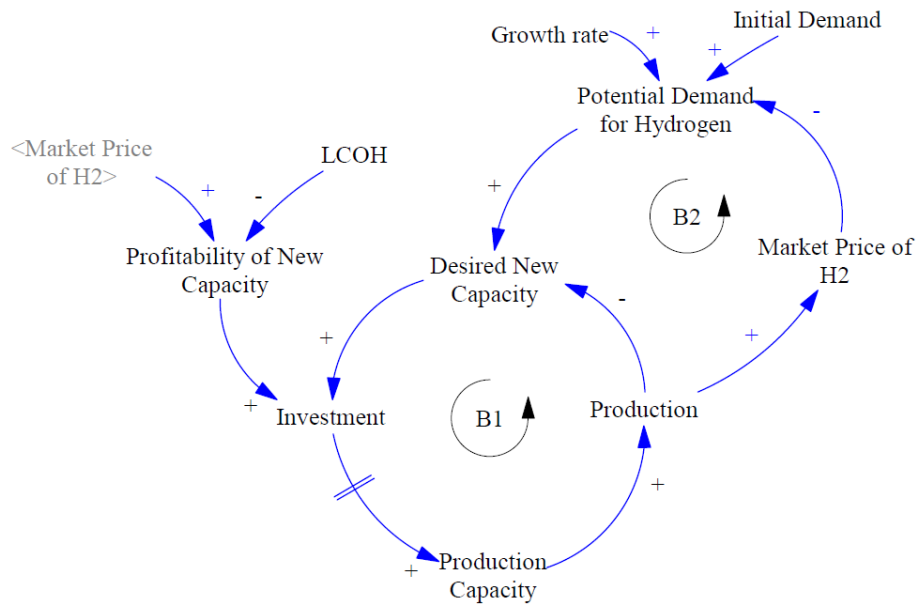 Initial Demand
Growth rate
+
+
Potential Demand
for Hydrogen
-
<Market Price
of H2>
LCOH
+
-
+
B2
Profitability of New
Capacity
Desired New
Capacity
Market Price of
H2
-
+
+
+
Investment
B1
Production
+
+
Production
Capacity